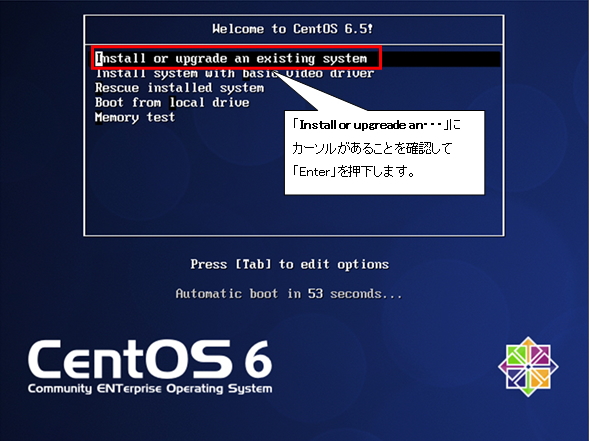 Welcome to CentOS 6.5!
Install or upgrade an existing system
Install system with basic video driver
Rescue installed system
Boot from local drive
Memory test
「Install or upgreade an・・・」に
カーソルがあることを確認して
「Enter」を押下します。
Press [Tab] to edit options
Automatic boot in 53 seconds...
CentOS 6
Community ENTerprise Operating System